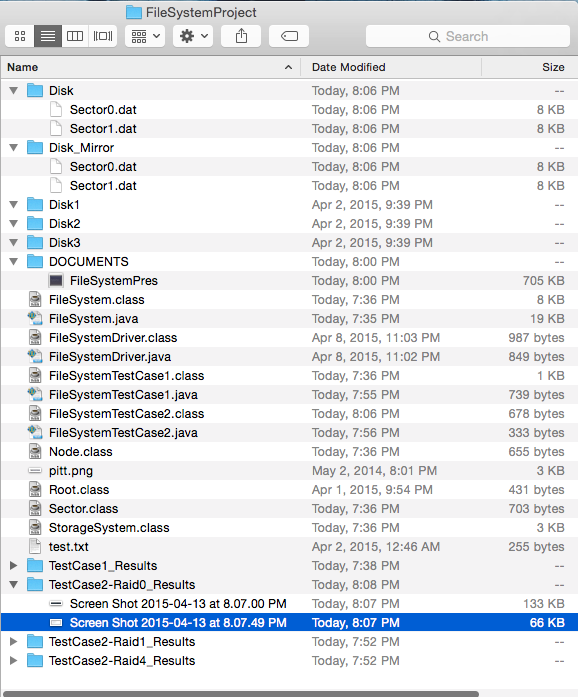 FileSystemProject
Search
Name Date Modified Size
Disk Today, 8:06 PM --
Sector0.dat Today, 8:06 PM 8 KB
Sector1.dat Today, 8:06 PM 8 KB
Disk_Mirror Today, 8:06 PM --
Sector0.dat Today, 8:06 PM 8 KB
Sector1.dat Today, 8:06 PM 8 KB
Disk1 Apr 2, 2015, 9:39 PM --
Disk2 Apr 2, 2015, 9:39 PM --
Disk3 Apr 2, 2015, 9:39 PM --
DOCUMENTS Today, 8:00 PM --
FileSystemPres Today, 8:00 PM 705 KB
FileSystem.class Today, 7:36 PM 8 KB
FileSystem.java Today, 7:35 PM 19 KB
FileSystemDriver.class Apr 8, 2015, 11:03 PM 987 bytes
FileSystemDriver.java Apr 8, 2015, 11:02 PM 849 bytes
FileSystemTestCase1.class Today, 7:36 PM 1 KB
FileSystemTestCase1.java Today, 7:55 PM 739 bytes
FileSystemTestCase2.class Today, 8:06 PM 678 bytes
FileSystemTestCase2.java Today, 7:56 PM 333 bytes
Node.class Today, 7:36 PM 655 bytes
pitt.png May 2, 2014, 8:01 PM 3 KB
Root.class Apr 1, 2015, 9:54 PM 431 bytes
Sector.class Today, 7:36 PM 703 bytes
StorageSystem.class Today, 7:36 PM 3 KB
test.txt Apr 2, 2015, 12:46 AM 255 bytes
TestCase1_Results Today, 7:38 PM --
TestCase2-Raid0_Results Today, 8:08 PM --
Screen Shot 2015-04-13 at 8.07.00 PM Today, 8:07 PM 133 KB
Screen Shot 2015-04-13 at 8.07.49 PM Today, 8:07 PM 66 KB
TestCase2-Raid1_Results Today, 7:52 PM --
TestCase2-Raid4_Results Today, 7:52 PM --